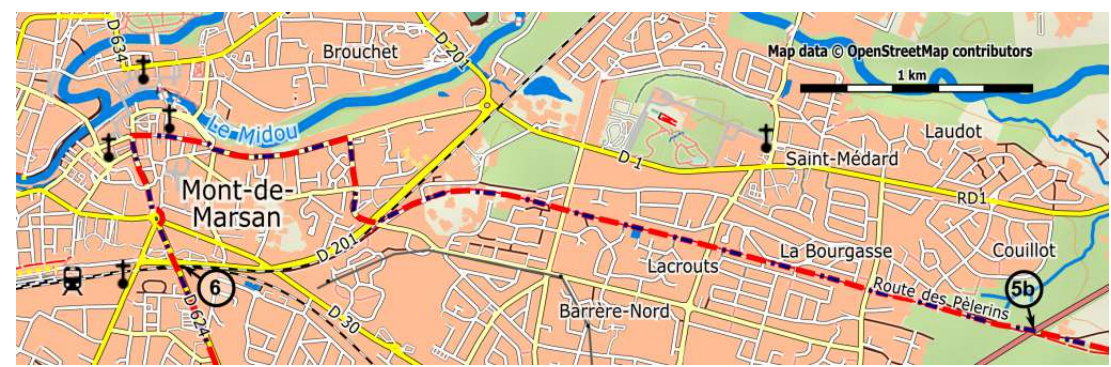 D 634
Brouchet
D 201
Map data © OpenStreetMap contributors
1 km
Le Midou
Laudot
D 1
Saint-Médard
Mont-de-
Marsan
RD1
D 201
La Bourgasse
Couillot
Lacrouts
6
Route des Pèlerins
5b
Barrère-Nord
D 624
D 30